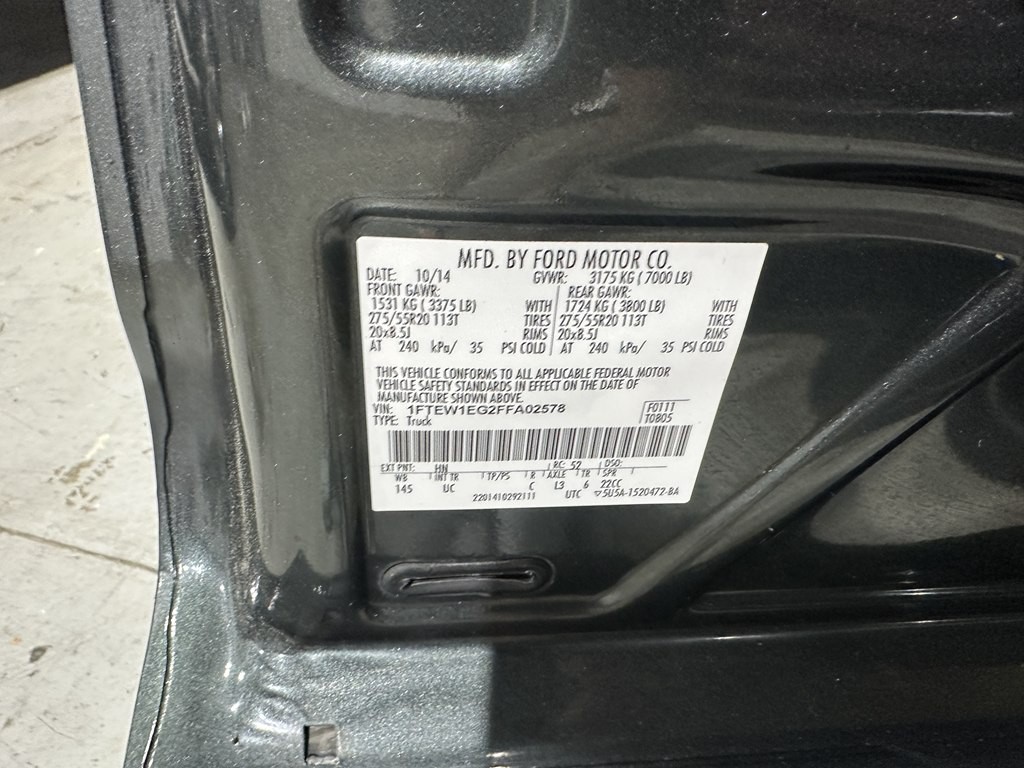 MFD. BY FORD MOTOR CO.
DATE: 10/14 GVWR: 3175 KG ( 7000 LB)
FRONT GAWR: REAR GAWR:
1531 KG ( 3375 LB) WITH 1724 KG ( 3800 LB) WITH
275/55R20 113T TIRES 275/55R20 113T TIRES
20x8.5J RIMS 20x8.5J RIMS
AT 240 kPa/ 35 PSI COLD AT 240 kPa/ 35 PSI COLD
THIS VEHICLE CONFORMS TO ALL APPLICABLE FEDERAL MOTOR
VEHICLE SAFETY STANDARDS IN EFFECT ON THE DATE OF
MANUFACTURE SHOWN ABOVE.
VIN: 1FTEW1EG2FFA02578 F0111
TYPE: Truck T0805
EXT PNT: HN RC: 52 DSO:
WB INT TR TP/PS R AXLE TR SPR
145 UC C L3 6 22CC
2201410292111 UTC ▽5U5A-1520472-BA